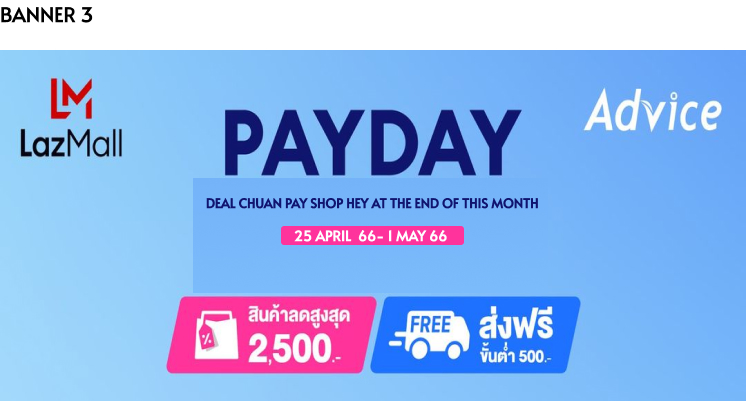 BANNER 3
LM
LazMall
Advice
PAYDAY
DEAL CHUAN PAY SHOP HEY AT THE END OF THIS MONTH
25 APRIL 66- 1 MAY 66
สินค้าลดสูงสุด
2,500.-
%
FREE
ส่งฟรี
ขั้นต่ำ 500.-